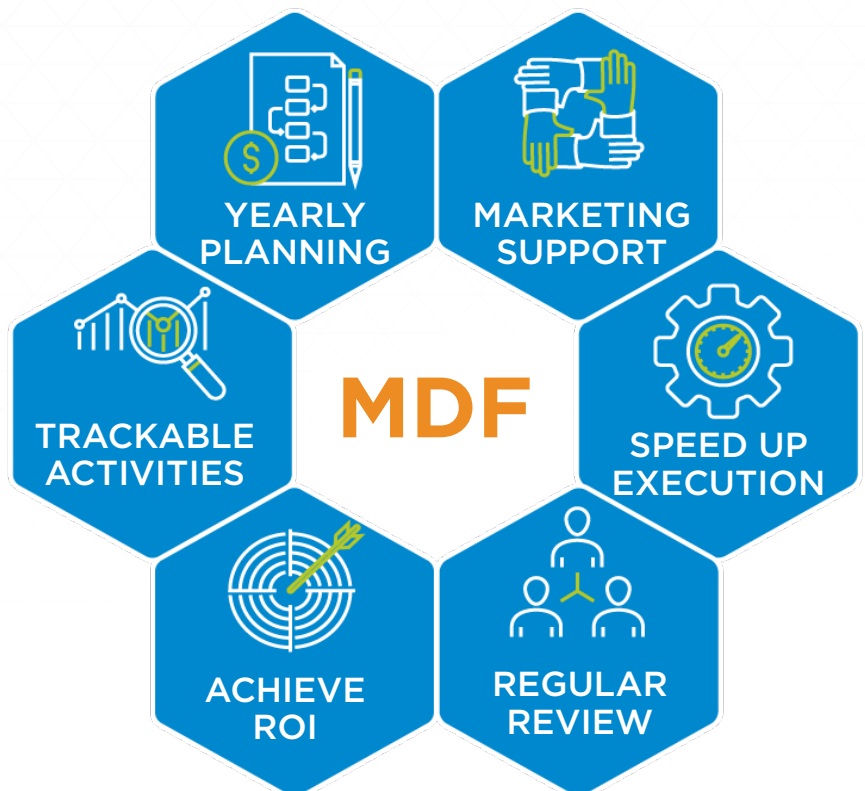 YEARLY
PLANNING
MARKETING
SUPPORT
TRACKABLE
ACTIVITIES
MDF
SPEED UP
EXECUTION
ACHIEVE
ROI
REGULAR
REVIEW
$